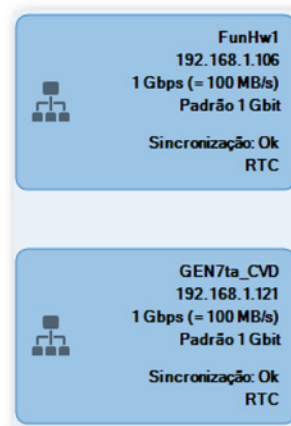 FunHw1
192.168.1.106
1 Gbps (= 100 MB/s)
Padrão 1 Gbit
Sincronização: Ok
RTC
GEN7ta_CVD
192.168.1.121
1 Gbps (= 100 MB/s)
Padrão 1 Gbit
Sincronização: Ok
RTC